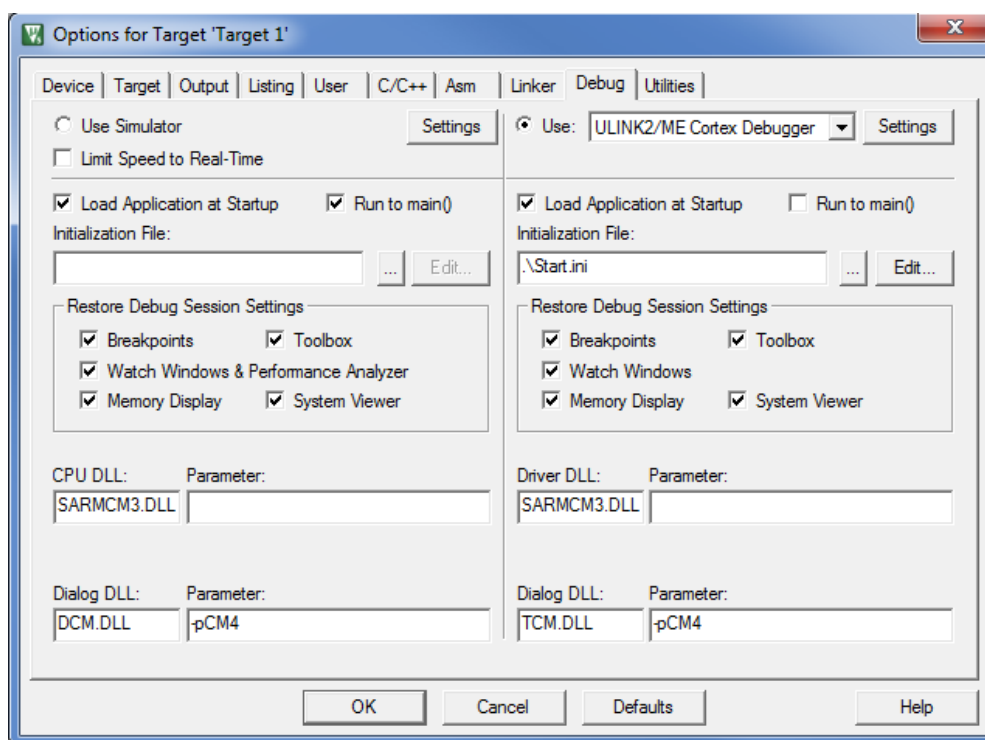 Options for Target 'Target 1'
Device Target Output Listing User C/C++ Asm Linker Debug Utilities
Use Simulator Settings
Limit Speed to Real-Time
Load Application at Startup Run to main()
Initialization File:
... Edit...
Restore Debug Session Settings
Breakpoints Toolbox
Watch Windows & Performance Analyzer
Memory Display System Viewer
CPU DLL: Parameter:
SARMCM3.DLL
Dialog DLL: Parameter:
DCM.DLL -pCM4
Use: ULINK2/ME Cortex Debugger Settings
Load Application at Startup Run to main()
Initialization File:
.\Start.ini ... Edit...
Restore Debug Session Settings
Breakpoints Toolbox
Watch Windows
Memory Display System Viewer
Driver DLL: Parameter:
SARMCM3.DLL
Dialog DLL: Parameter:
TCM.DLL -pCM4
OK Cancel Defaults Help